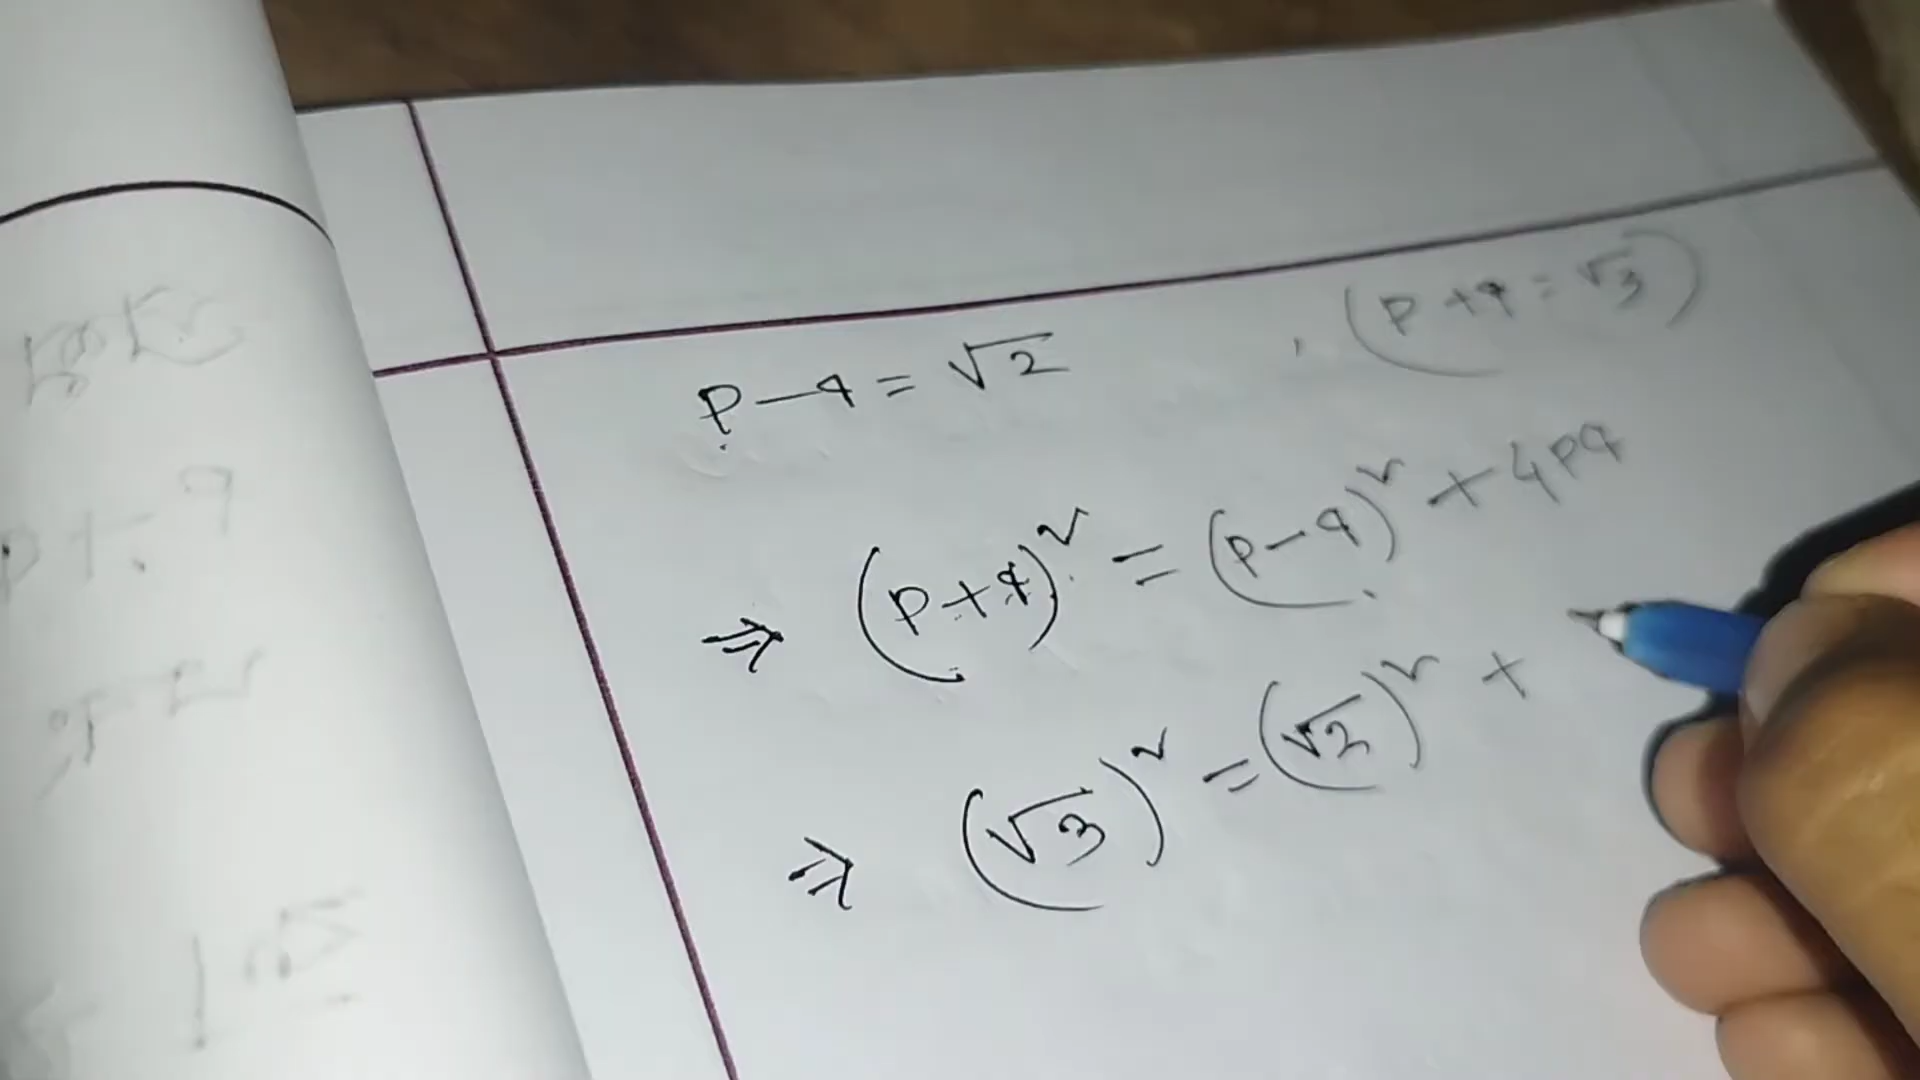 (P+q=√3)
P-q=√2
⇒ (P+q)² = (P-q)² + 4Pq
⇒ (√3)² = (√2)² +